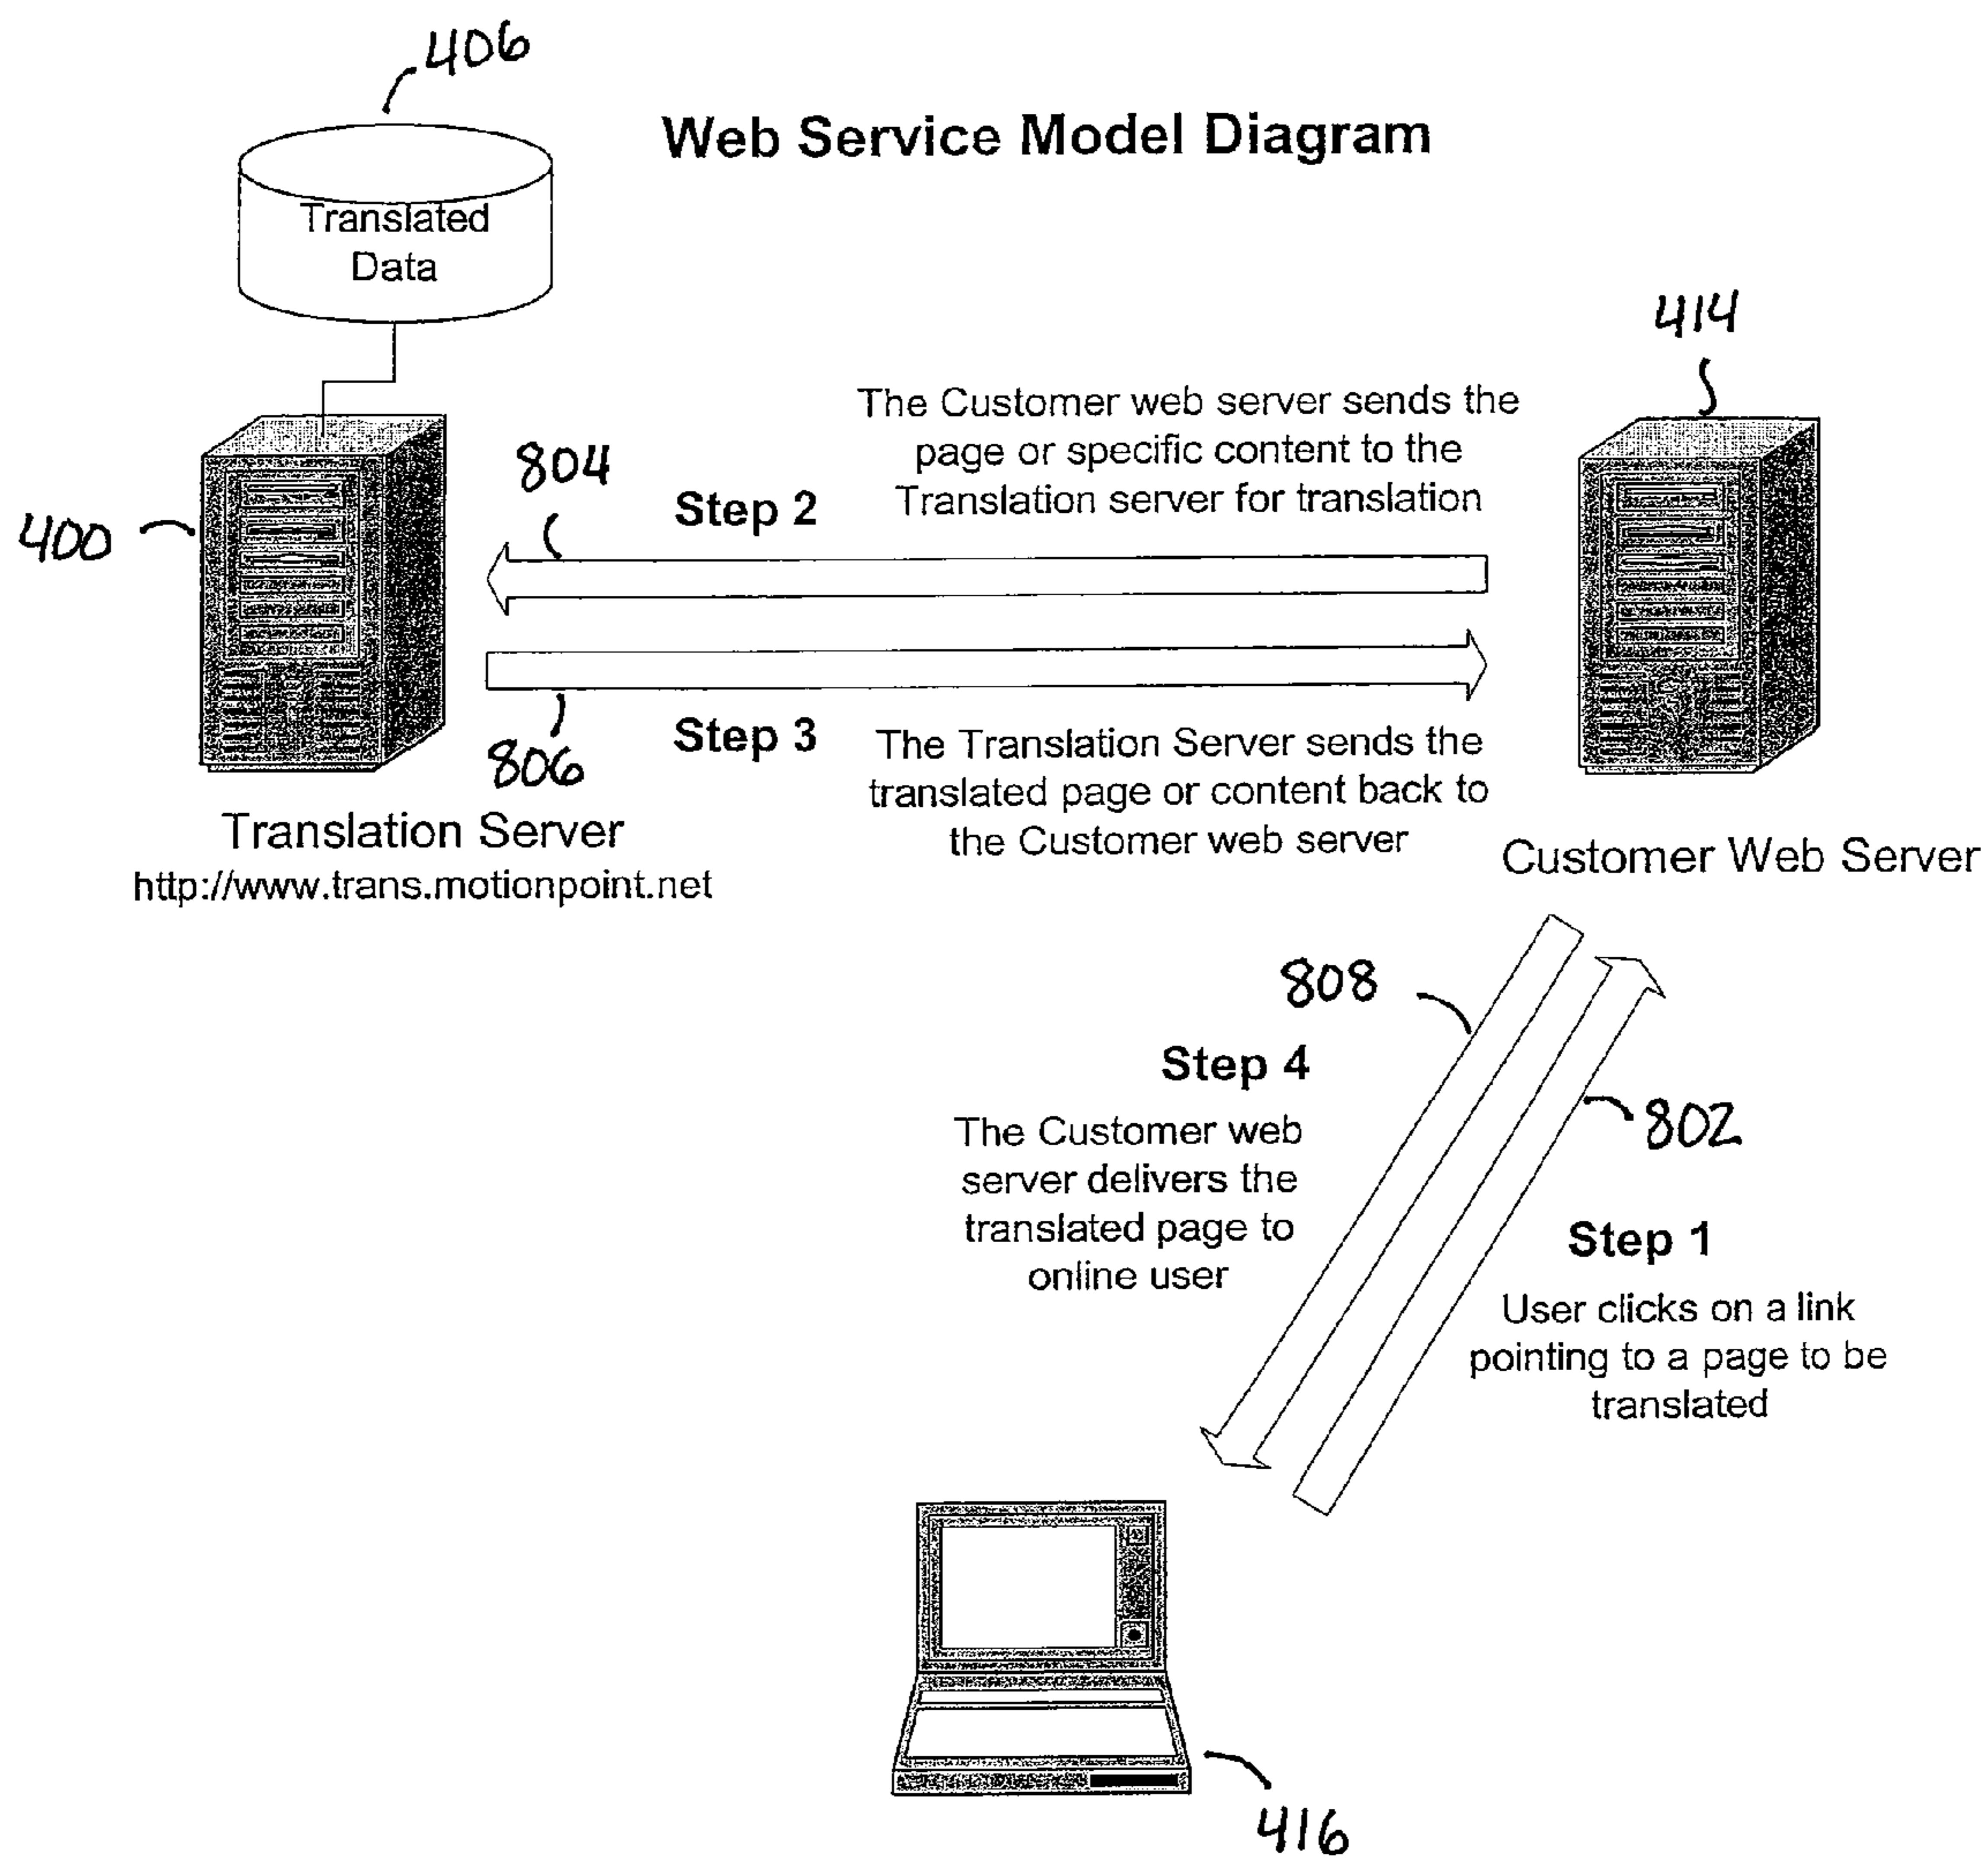 406
Web Service Model Diagram
Translated
Data
414
The Customer web server sends the
page or specific content to the
Translation server for translation
804
Step 2
400
806
Step 3
The Translation Server sends the
translated page or content back to
the Customer web server
Translation Server
http://www.trans.motionpoint.net
Customer Web Server
808
Step 4
The Customer web
server delivers the
translated page to
online user
802
Step 1
User clicks on a link
pointing to a page to be
translated
416